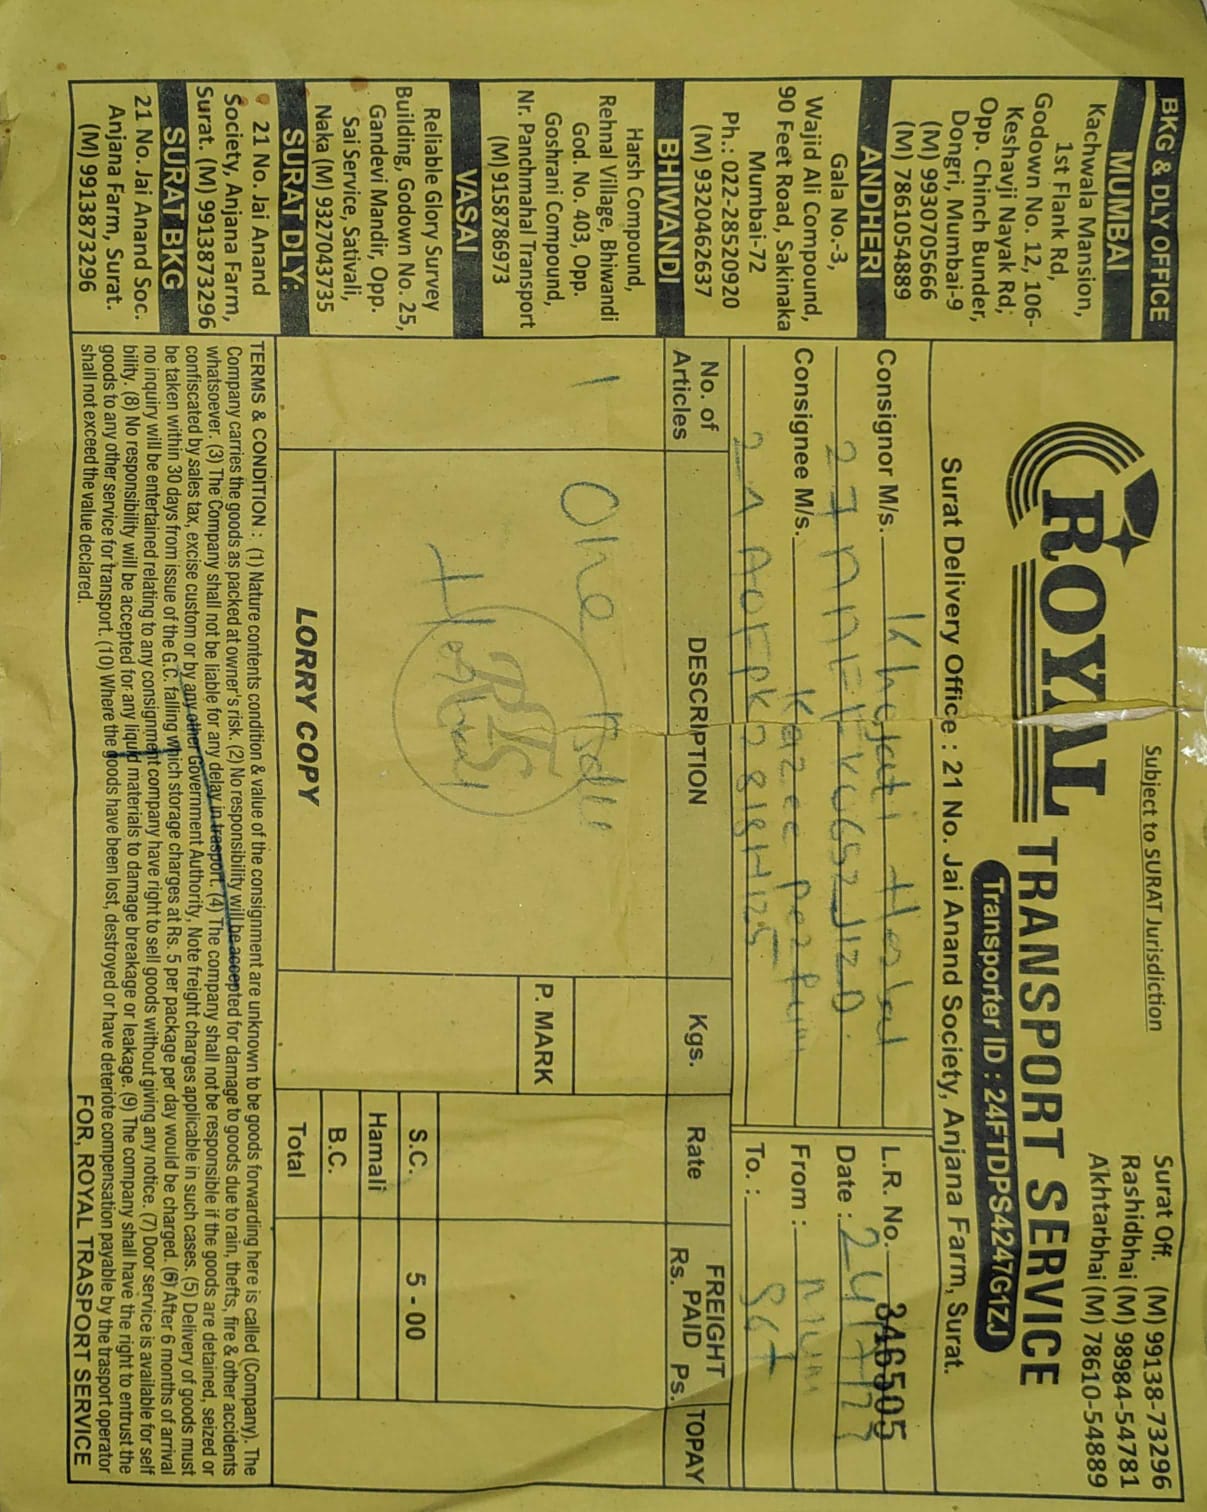 BKG & DLY OFFICE
MUMBAI
Kachwala Mansion,
1st Flank Rd,
Godown No. 12, 106-
Keshavji Nayak Rd;
Opp. Chinch Bunder,
Dongri, Mumbai-9
(M) 9930705666
(M) 7861054889
ANDHERI
Gala No.-3,
Wajid Ali Compound,
90 Feet Road, Sakinaka
Mumbai-72
Ph.: 022-28520920
(M) 9320462637
BHIWANDI
Harsh Compound,
Rehnal Village, Bhiwandi
God. No. 403, Opp.
Goshrani Compound,
Nr. Panchmahal Transport
(M) 9158786973
VASAI
Reliable Glory Survey
Building, Godown No. 25,
Gandevi Mandir, Opp.
Sai Service, Sativali,
Naka (M) 9327043735
SURAT DLY:
21 No. Jai Anand
Society, Anjana Farm,
Surat. (M) 9913873296
SURAT BKG
21 No. Jai Anand Soc.
Anjana Farm, Surat.
(M) 9913873296
Subject to SURAT Jurisdiction
Surat Off. (M) 99138-73296
Rashidbhai (M) 98984-54781
Akhtarbhai (M) 78610-54889
ROYAL TRANSPORT SERVICE
Transporter ID : 24FTDPS4247G1ZJ
Surat Delivery Office : 21 No. Jai Anand Society, Anjana Farm, Surat.
Consignor M/s. Herbal
L.R. No. 346505
Date :
Consignee M/s.
From : mum
To. :
No. of Articles
DESCRIPTION
Kgs.
Rate
FREIGHT
Rs. PAID Ps.
TOPAY
1
One
RTS
Herbal
P. MARK
S.C. 5 - 00
Hamali
B.C.
Total
LORRY COPY
TERMS & CONDITION : (1) Nature contents condition & value of the consignment are unknown to be goods forwarding here is called (Company). The
Company carries the goods as packed at owner's risk. (2) No responsibility will be accepted for damage to goods due to rain, thefts, fire & other accidents
whatsoever. (3) The Company shall not be liable for any delay in trasport. (4) The company shall not be responsible if the goods are detained, seized or
confiscated by sales tax, excise custom or by any other Government Authority, Note freight charges applicable in such cases. (5) Delivery of goods must
be taken within 30 days from issue of the G.C. falling which storage charges at Rs. 5 per package per day would be charged. (6) After 6 months of arrival
no inquiry will be entertained relating to any consignment company have right to sell goods without giving any notice. (7) Door service is available for self
bility. (8) No responsibility will be accepted for any liquid materials to damage breakage or leakage. (9) The company shall have the right to entrust the
goods to any other service for transport. (10) Where the goods have been lost, destroyed or have deteriote compensation payable by the trasport operator
shall not exceed the value declared.
FOR, ROYAL TRASPORT SERVICE